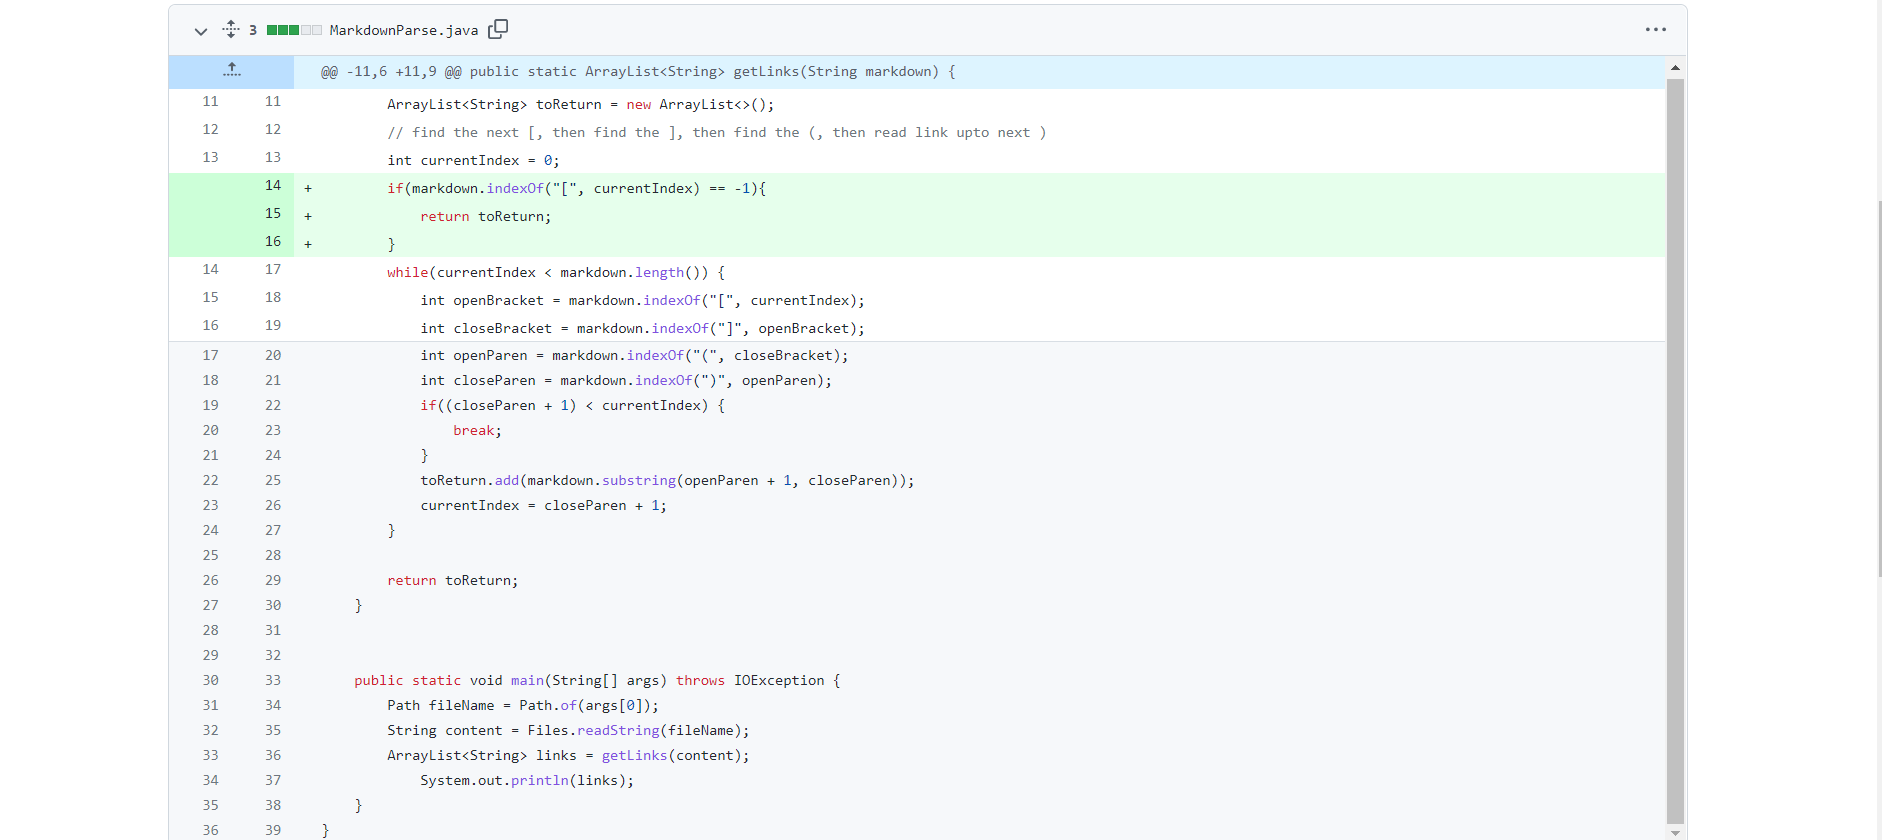 3 MarkdownParse.java
@@ -11,6 +11,9 @@ public static ArrayList<String> getLinks(String markdown) {
11 11 ArrayList<String> toReturn = new ArrayList<>();
12 12 // find the next [, then find the ], then find the (, then read link upto next )
13 13 int currentIndex = 0;
14 + if(markdown.indexOf("[", currentIndex) == -1){
15 + return toReturn;
16 + }
14 17 while(currentIndex < markdown.length()) {
15 18 int openBracket = markdown.indexOf("[", currentIndex);
16 19 int closeBracket = markdown.indexOf("]", openBracket);
17 20 int openParen = markdown.indexOf("(", closeBracket);
18 21 int closeParen = markdown.indexOf(")", openParen);
19 22 if((closeParen + 1) < currentIndex) {
20 23 break;
21 24 }
22 25 toReturn.add(markdown.substring(openParen + 1, closeParen));
23 26 currentIndex = closeParen + 1;
24 27 }
25 28
26 29 return toReturn;
27 30 }
28 31
29 32
30 33 public static void main(String[] args) throws IOException {
31 34 Path fileName = Path.of(args[0]);
32 35 String content = Files.readString(fileName);
33 36 ArrayList<String> links = getLinks(content);
34 37 System.out.println(links);
35 38 }
36 39 }